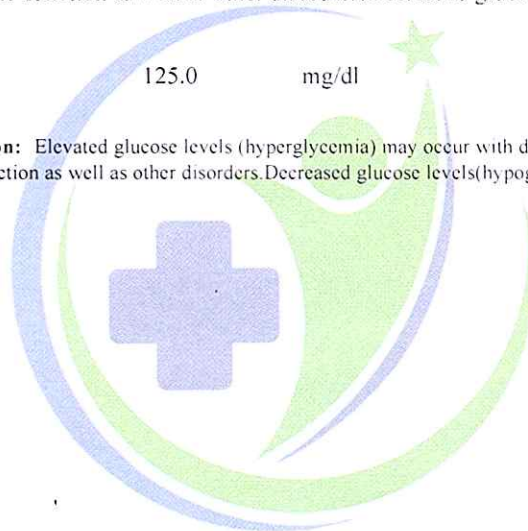 125.0 mg/dl
on: Elevated glucose levels (hyperglycemia) may occur with d
ction as well as other disorders.Decreased glucose levels(hypog